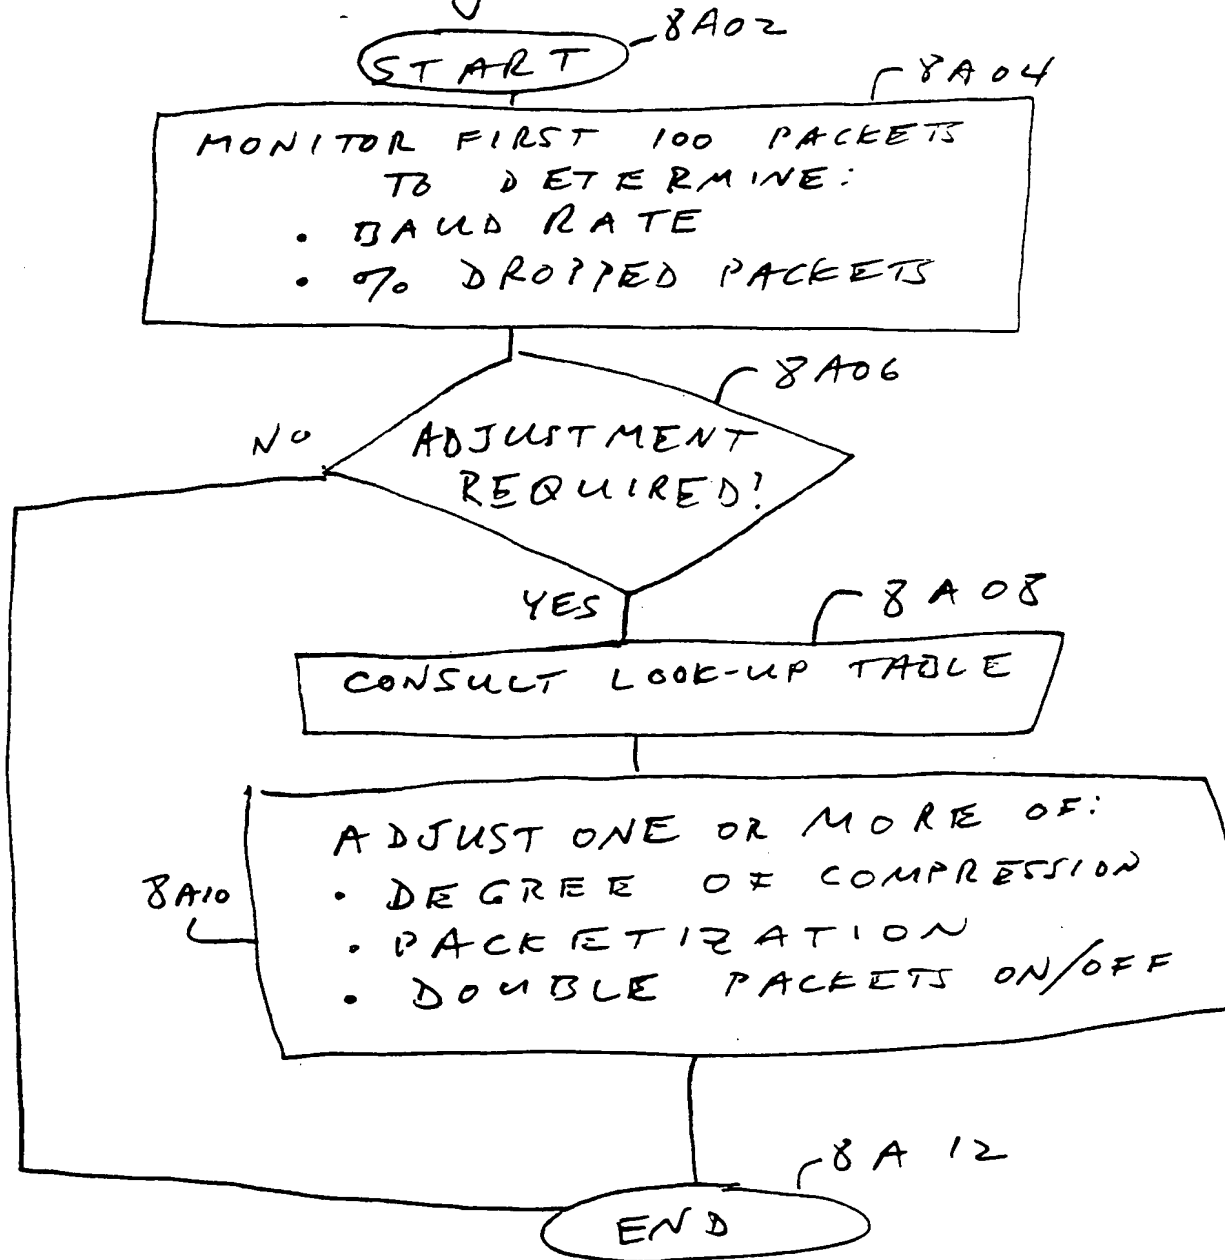 START
8A02
8A04
MONITOR FIRST 100 PACKETS
TO DETERMINE:
• BAUD RATE
• % DROPPED PACKETS
8A06
NO
ADJUSTMENT
REQUIRED?
YES
8A08
CONSULT LOOK-UP TABLE
ADJUST ONE OR MORE OF:
8A10
• DEGREE OF COMPRESSION
• PACKETIZATION
• DOUBLE PACKETS ON/OFF
8A12
END